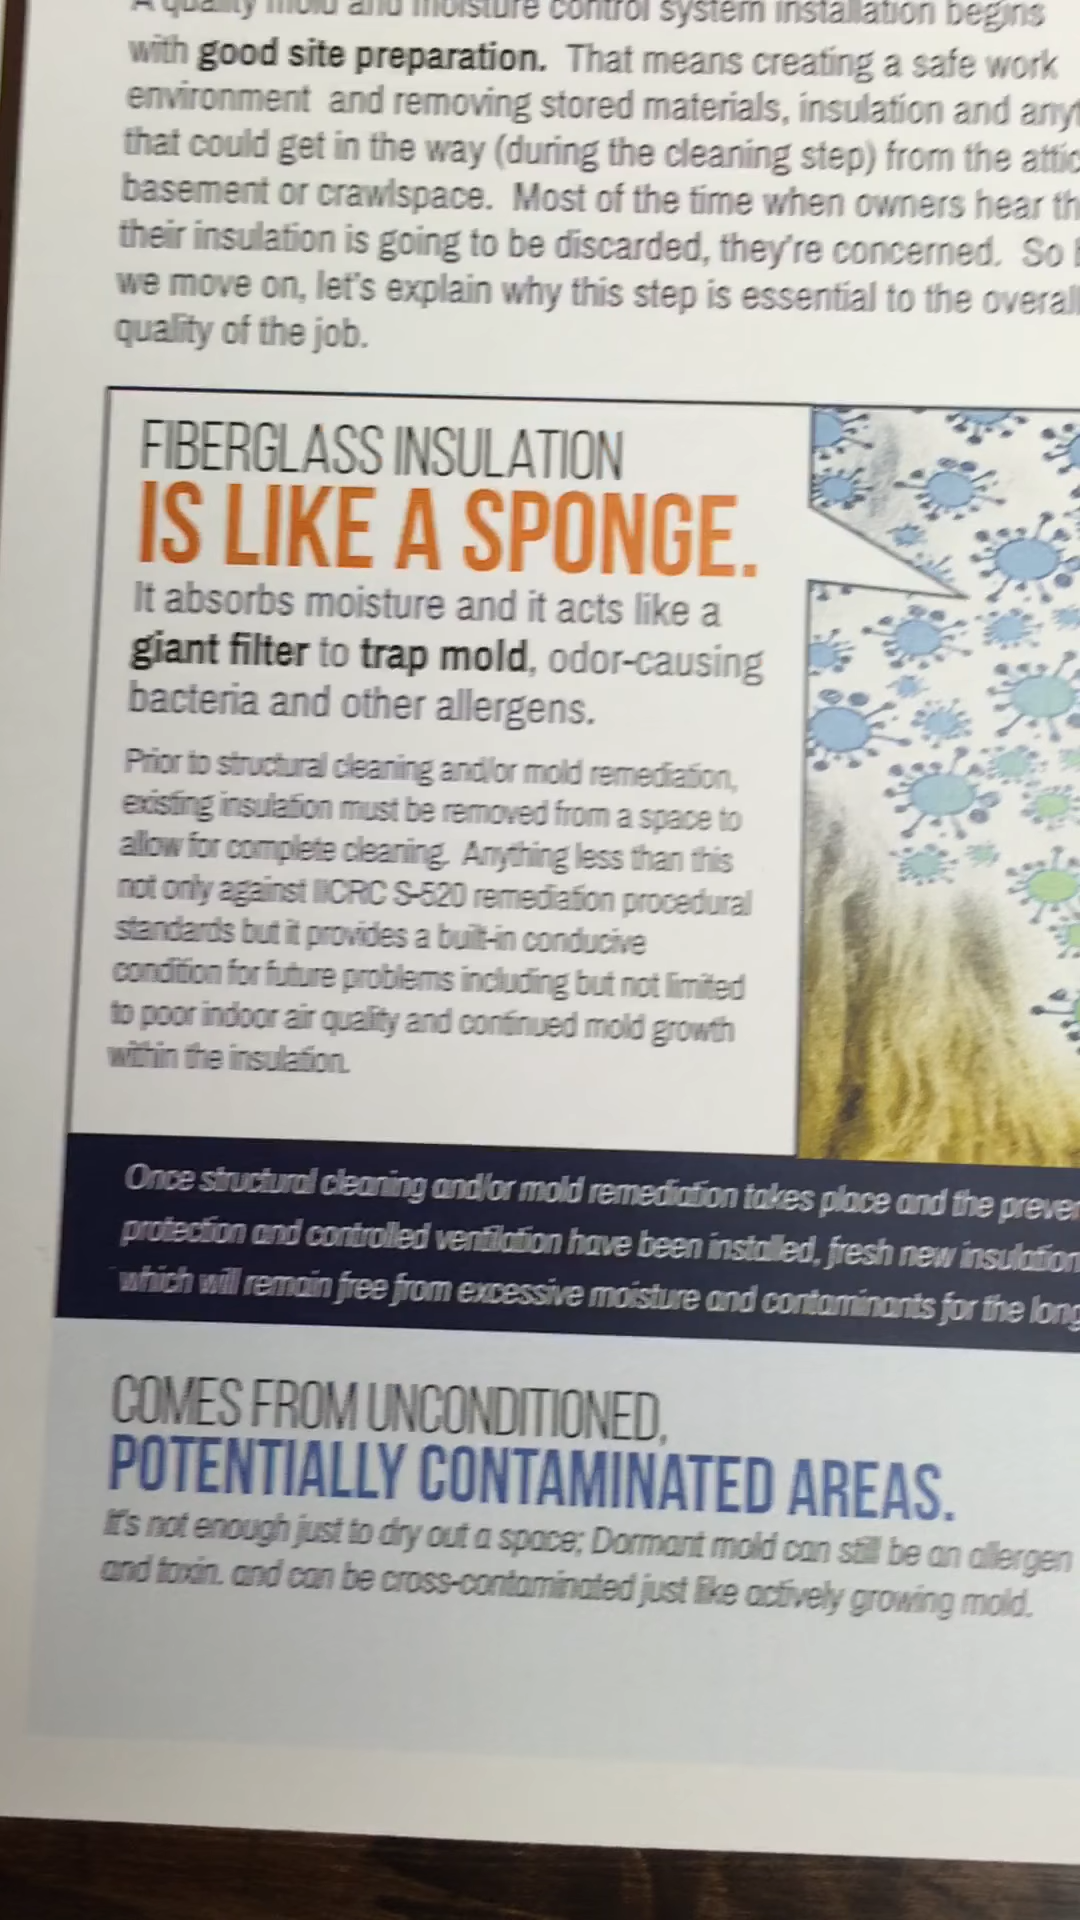 A quality mold and moisture control system installation begins
with good site preparation. That means creating a safe work
environment and removing stored materials, insulation and
that could get in the way (during the cleaning step) from the attic
basement or crawlspace. Most of the time when owners hear
their insulation is going to be discarded, they're concerned. So
we move on, let's explain why this step is essential to the overall
quality of the job.
FIBERGLASS INSULATION
IS LIKE A SPONGE.
It absorbs moisture and it acts like a
giant filter to trap mold, odor-causing
bacteria and other allergens.
Prior to structural cleaning and/or mold remediation,
existing insulation must be removed from a space to
allow for complete cleaning. Anything less than this
not only against IICRC S-520 remediation procedural
standards but it provides a built-in conducive
condition for future problems including but not limited
to poor indoor air quality and continued mold growth
within the insulation.
Once structural cleaning and/or mold remediation takes place and the
protection and controlled ventilation have been installed, fresh new insulation
which will remain free from excessive moisture and contaminants for the long
COMES FROM UNCONDITIONED,
POTENTIALLY CONTAMINATED AREAS.
It's not enough just to dry out a space; Dormant mold can still be an allergen
and toxin. and can be cross-contaminated just like actively growing mold.